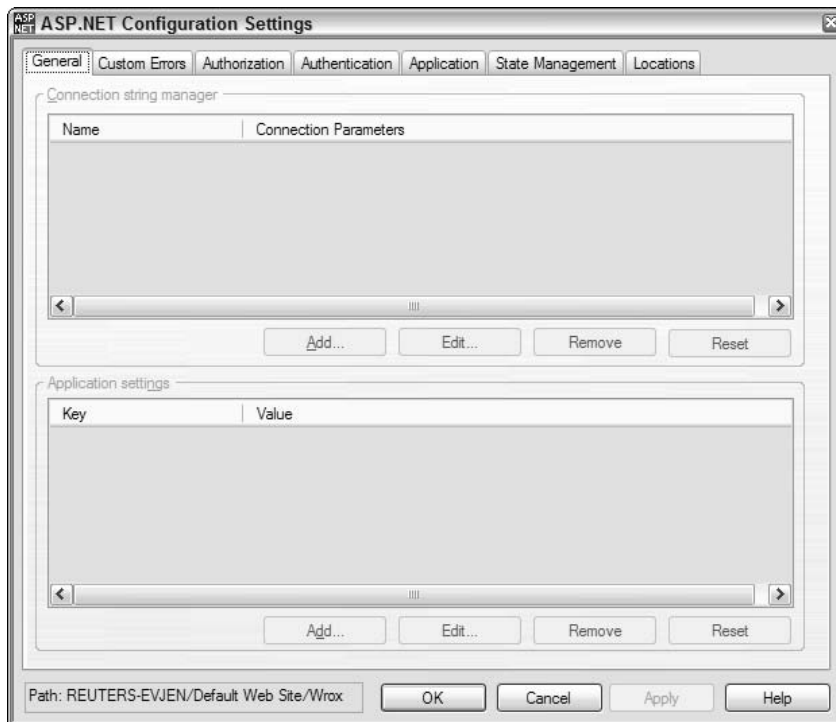 ASP
NET
ASP.NET Configuration Settings
General Custom Errors Authorization Authentication Application State Management Locations
Connection string manager
Name Connection Parameters
Add... Edit... Remove Reset
Application settings
Key Value
Add... Edit... Remove Reset
Path: REUTERS-EVJEN/Default Web Site/Wrox OK Cancel Apply Help